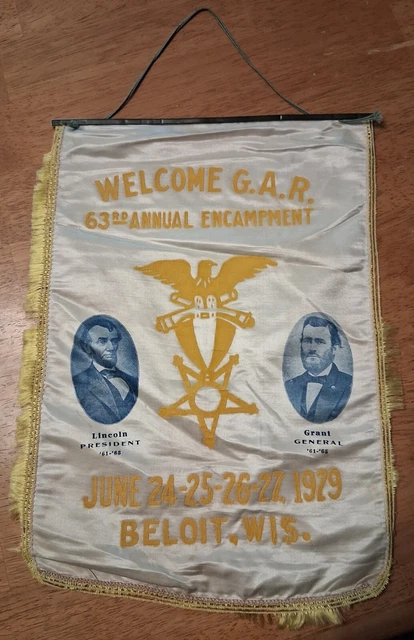 WELCOME G.A.R.
63RD ANNUAL ENCAMPMENT
Lincoln
PRESIDENT
'61-'65
Grant
GENERAL
'61-'65
JUNE 24-25-26-27, 1929
BELOIT, WIS.